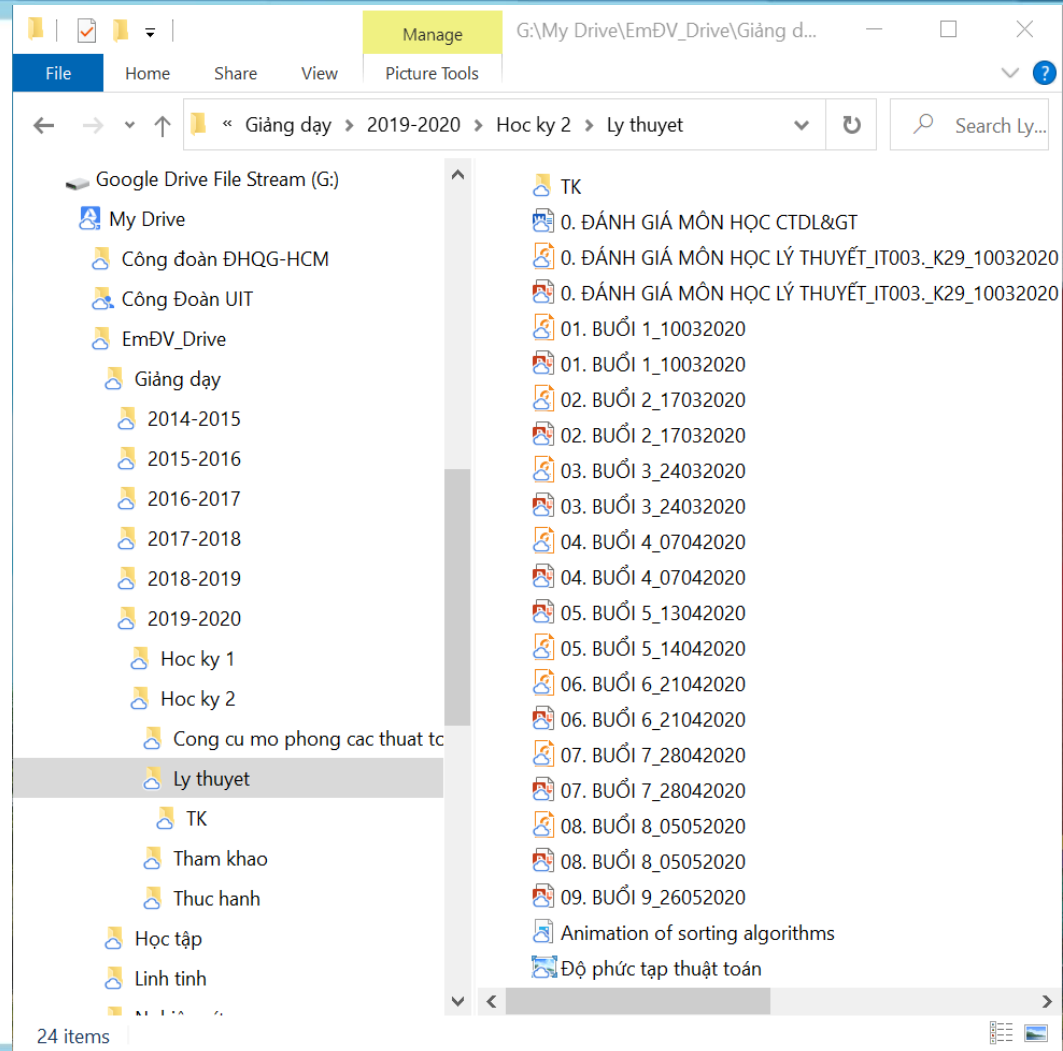 Manage
G:\My Drive\EmĐV_Drive\Giảng d...
File Home Share View Picture Tools
« Giảng dạy > 2019-2020 > Hoc ky 2 > Ly thuyet
Search Ly...
Google Drive File Stream (G:)
My Drive
Công đoàn ĐHQG-HCM
Công Đoàn UIT
EmĐV_Drive
Giảng dạy
2014-2015
2015-2016
2016-2017
2017-2018
2018-2019
2019-2020
Hoc ky 1
Hoc ky 2
Cong cu mo phong cac thuat to
Ly thuyet
TK
Tham khao
Thuc hanh
Học tập
Linh tinh
TK
0. ĐÁNH GIÁ MÔN HỌC CTDL&GT
0. ĐÁNH GIÁ MÔN HỌC LÝ THUYẾT_IT003._K29_10032020
0. ĐÁNH GIÁ MÔN HỌC LÝ THUYẾT_IT003._K29_10032020
01. BUỔI 1_10032020
01. BUỔI 1_10032020
02. BUỔI 2_17032020
02. BUỔI 2_17032020
03. BUỔI 3_24032020
03. BUỔI 3_24032020
04. BUỔI 4_07042020
04. BUỔI 4_07042020
05. BUỔI 5_13042020
05. BUỔI 5_14042020
06. BUỔI 6_21042020
06. BUỔI 6_21042020
07. BUỔI 7_28042020
07. BUỔI 7_28042020
08. BUỔI 8_05052020
08. BUỔI 8_05052020
09. BUỔI 9_26052020
Animation of sorting algorithms
Độ phức tạp thuật toán
24 items